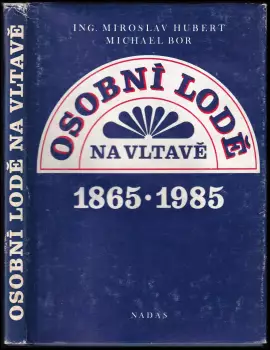 OSOBNÍ LODĚ NA VLTAVĚ
ING. MIROSLAV HUBERT
MICHAEL BOR
OSOBNÍ LODĚ
NA VLTAVĚ
1865·1985
NADAS